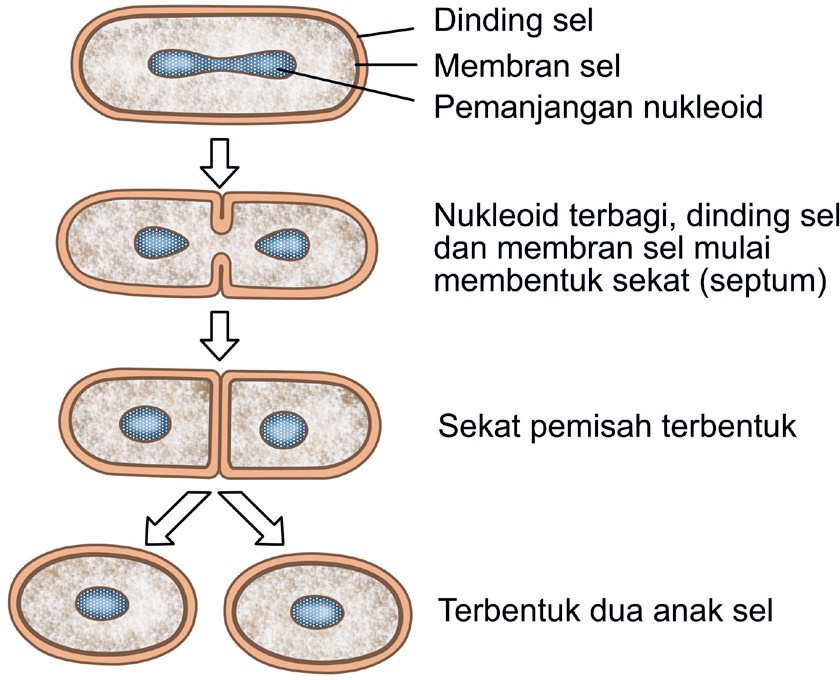 Dinding sel
Membran sel
Pemanjangan nukleoid
Nukleoid terbagi, dinding sel
dan membran sel mulai
membentuk sekat (septum)
Sekat pemisah terbentuk
Terbentuk dua anak sel